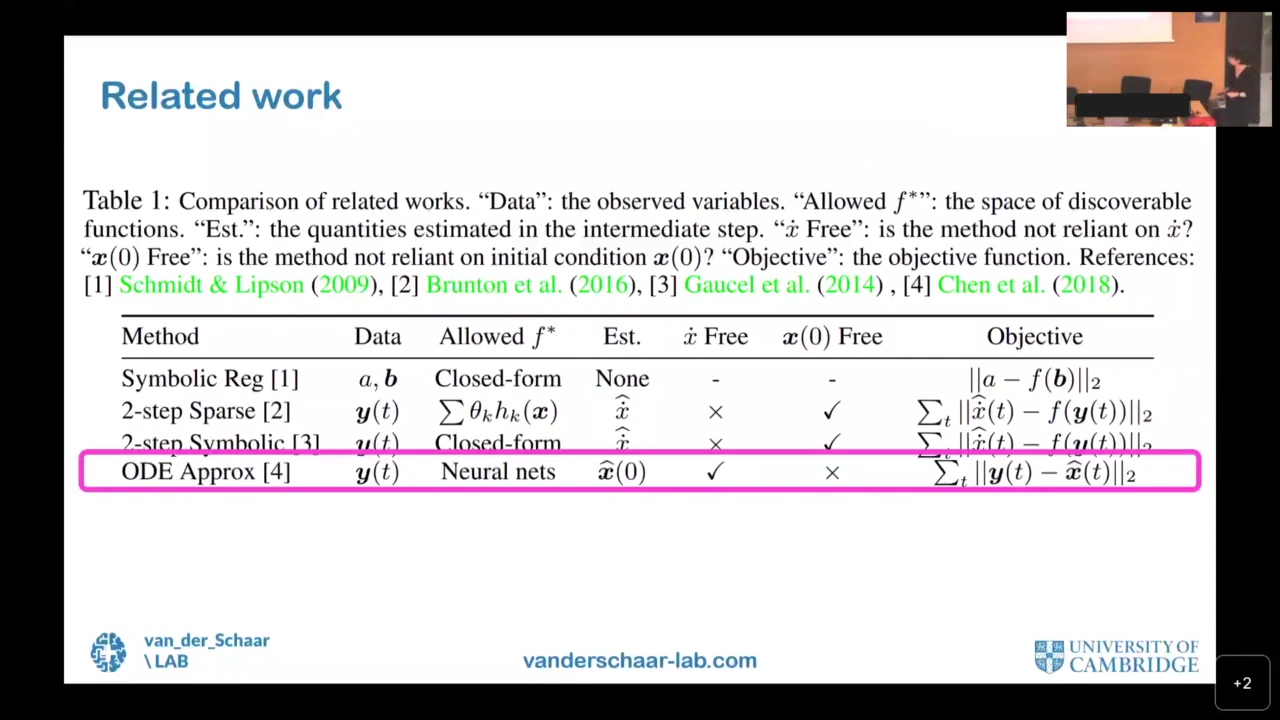 Related work
Table 1: Comparison of related works. “Data”: the observed variables. “Allowed f*”: the space of discoverable
functions. “Est.”: the quantities estimated in the intermediate step. “ẋ Free”: is the method not reliant on ẋ?
“x(0) Free”: is the method not reliant on initial condition x(0)? “Objective”: the objective function. References:
[1] Schmidt & Lipson (2009), [2] Brunton et al. (2016), [3] Gaucel et al. (2014) , [4] Chen et al. (2018).
Method Data Allowed f* Est. ẋ Free x(0) Free Objective
Symbolic Reg [1] a, b Closed-form None - - ||a − f(b)||₂
2-step Sparse [2] y(t) ∑ θₖhₖ(x) ẋ̂ × ✓ ∑ₜ ||ẋ̂(t) − f(y(t))||₂
2-step Symbolic [3] y(t) Closed-form ẋ̂ × ✓ ∑ₜ ||ẋ̂(t) − f(y(t))||₂
ODE Approx [4] y(t) Neural nets x̂(0) ✓ × ∑ₜ ||y(t) − x̂(t)||₂
van_der_Schaar
\ LAB
vanderschaar-lab.com
UNIVERSITY OF
CAMBRIDGE
+2